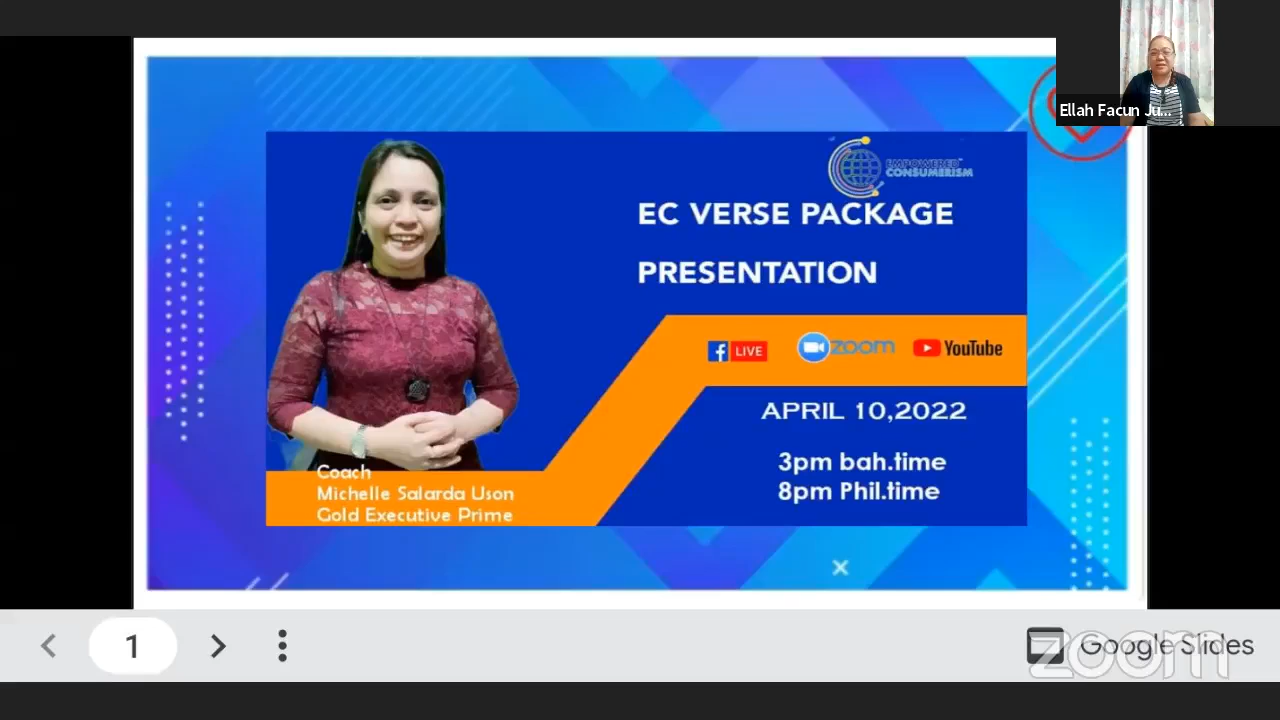 Ellah Facun Ju...
EMPOWERED
CONSUMERISM
EC VERSE PACKAGE
PRESENTATION
f LIVE
zoom
YouTube
APRIL 10,2022
3pm bah.time
8pm Phil.time
Coach
Michelle Salarda Uson
Gold Executive Prime
1
Google Slides
zoom